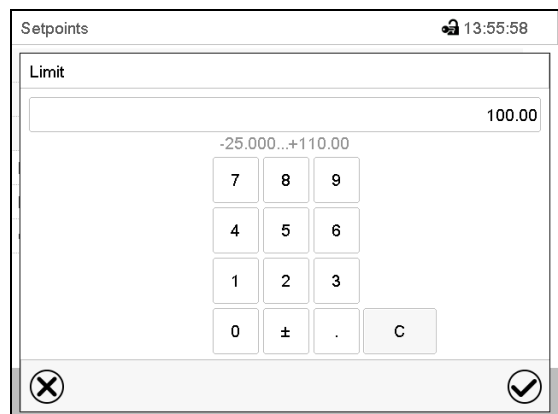 Setpoints 13:55:58
Limit
100.00
-25.000...+110.00
7 8 9
4 5 6
1 2 3
0 ± . C